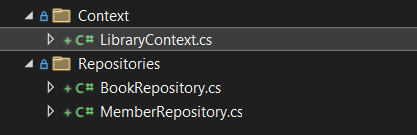 Context
+ C# LibraryContext.cs
Repositories
+ C# BookRepository.cs
+ C# MemberRepository.cs